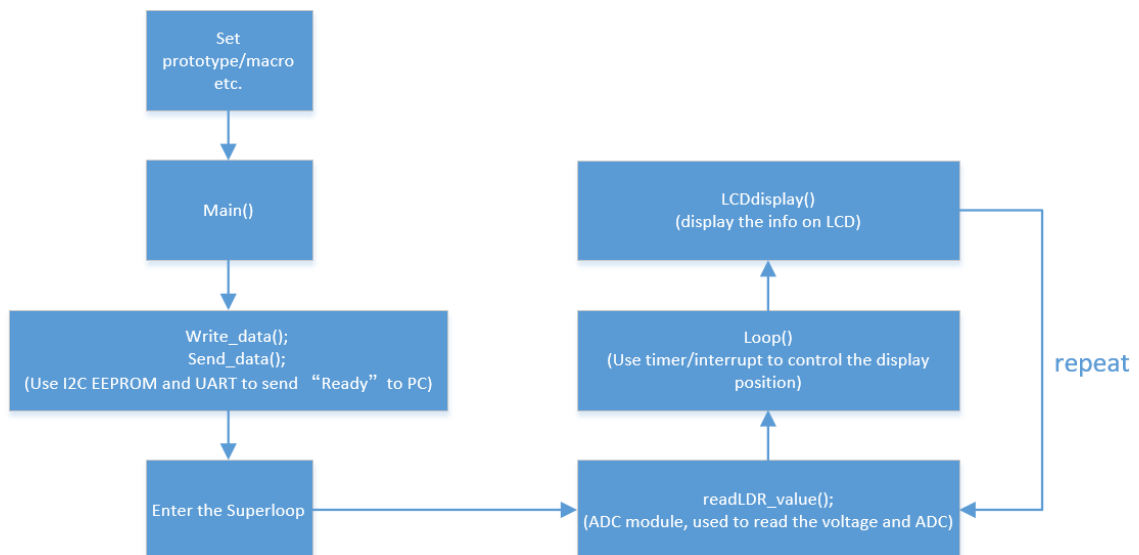 Set
prototype/macro
etc.
Main()
Write_data();
Send_data();
(Use I2C EEPROM and UART to send “Ready” to PC)
Enter the Superloop
LCDdisplay()
(display the info on LCD)
Loop()
(Use timer/interrupt to control the display
position)
readLDR_value();
(ADC module, used to read the voltage and ADC)
repeat